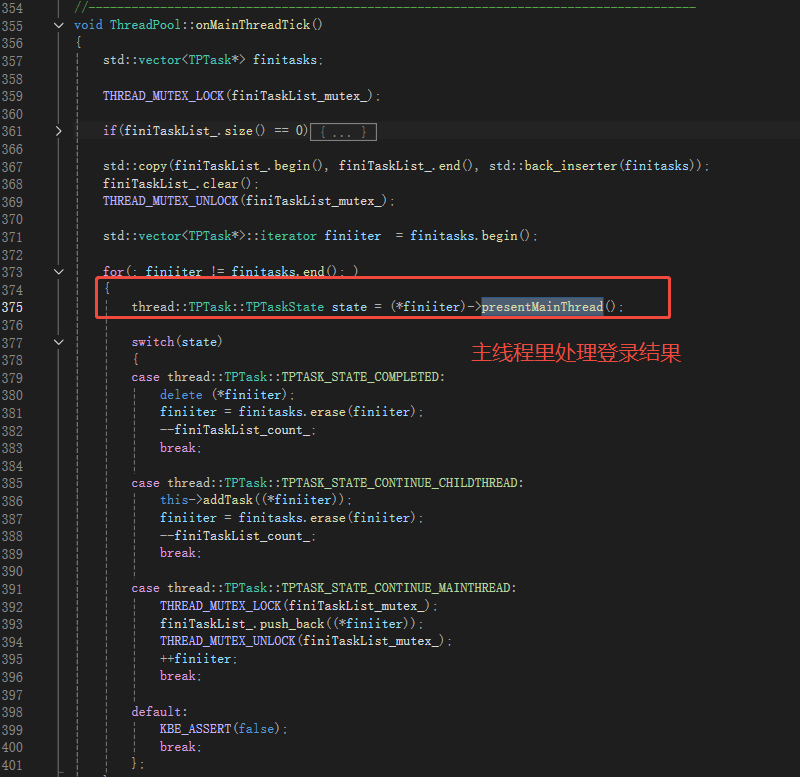 354 //-------------------------------------------------------------------------------------
355 void ThreadPool::onMainThreadTick()
356 {
357 std::vector<TPTask*> finitasks;
358
359 THREAD_MUTEX_LOCK(finiTaskList_mutex_);
360
361 if(finiTaskList_.size() == 0){ ... }
366
367 std::copy(finiTaskList_.begin(), finiTaskList_.end(), std::back_inserter(finitasks));
368 finiTaskList_.clear();
369 THREAD_MUTEX_UNLOCK(finiTaskList_mutex_);
370
371 std::vector<TPTask*>::iterator finiiter  = finitasks.begin();
372
373 for(; finiiter != finitasks.end(); )
374 {
375 thread::TPTask::TPTaskState state = (*finiiter)->presentMainThread();
376
377 switch(state)
主线程里处理登录结果
378 {
379 case thread::TPTask::TPTASK_STATE_COMPLETED:
380 delete (*finiiter);
381 finiiter = finitasks.erase(finiiter);
382 --finiTaskList_count_;
383 break;
384
385 case thread::TPTask::TPTASK_STATE_CONTINUE_CHILDTHREAD:
386 this->addTask((*finiiter));
387 finiiter = finitasks.erase(finiiter);
388 --finiTaskList_count_;
389 break;
390
391 case thread::TPTask::TPTASK_STATE_CONTINUE_MAINTHREAD:
392 THREAD_MUTEX_LOCK(finiTaskList_mutex_);
393 finiTaskList_.push_back((*finiiter));
394 THREAD_MUTEX_UNLOCK(finiTaskList_mutex_);
395 ++finiiter;
396 break;
397
398 default:
399 KBE_ASSERT(false);
400 break;
401 };